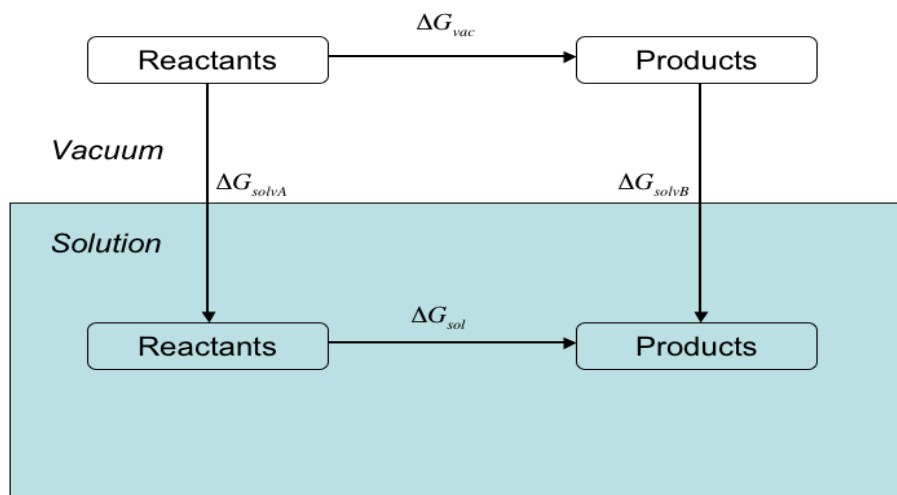 ΔG_vac
Reactants
Products
Vacuum
ΔG_solvA
ΔG_solvB
Solution
ΔG_sol
Reactants
Products